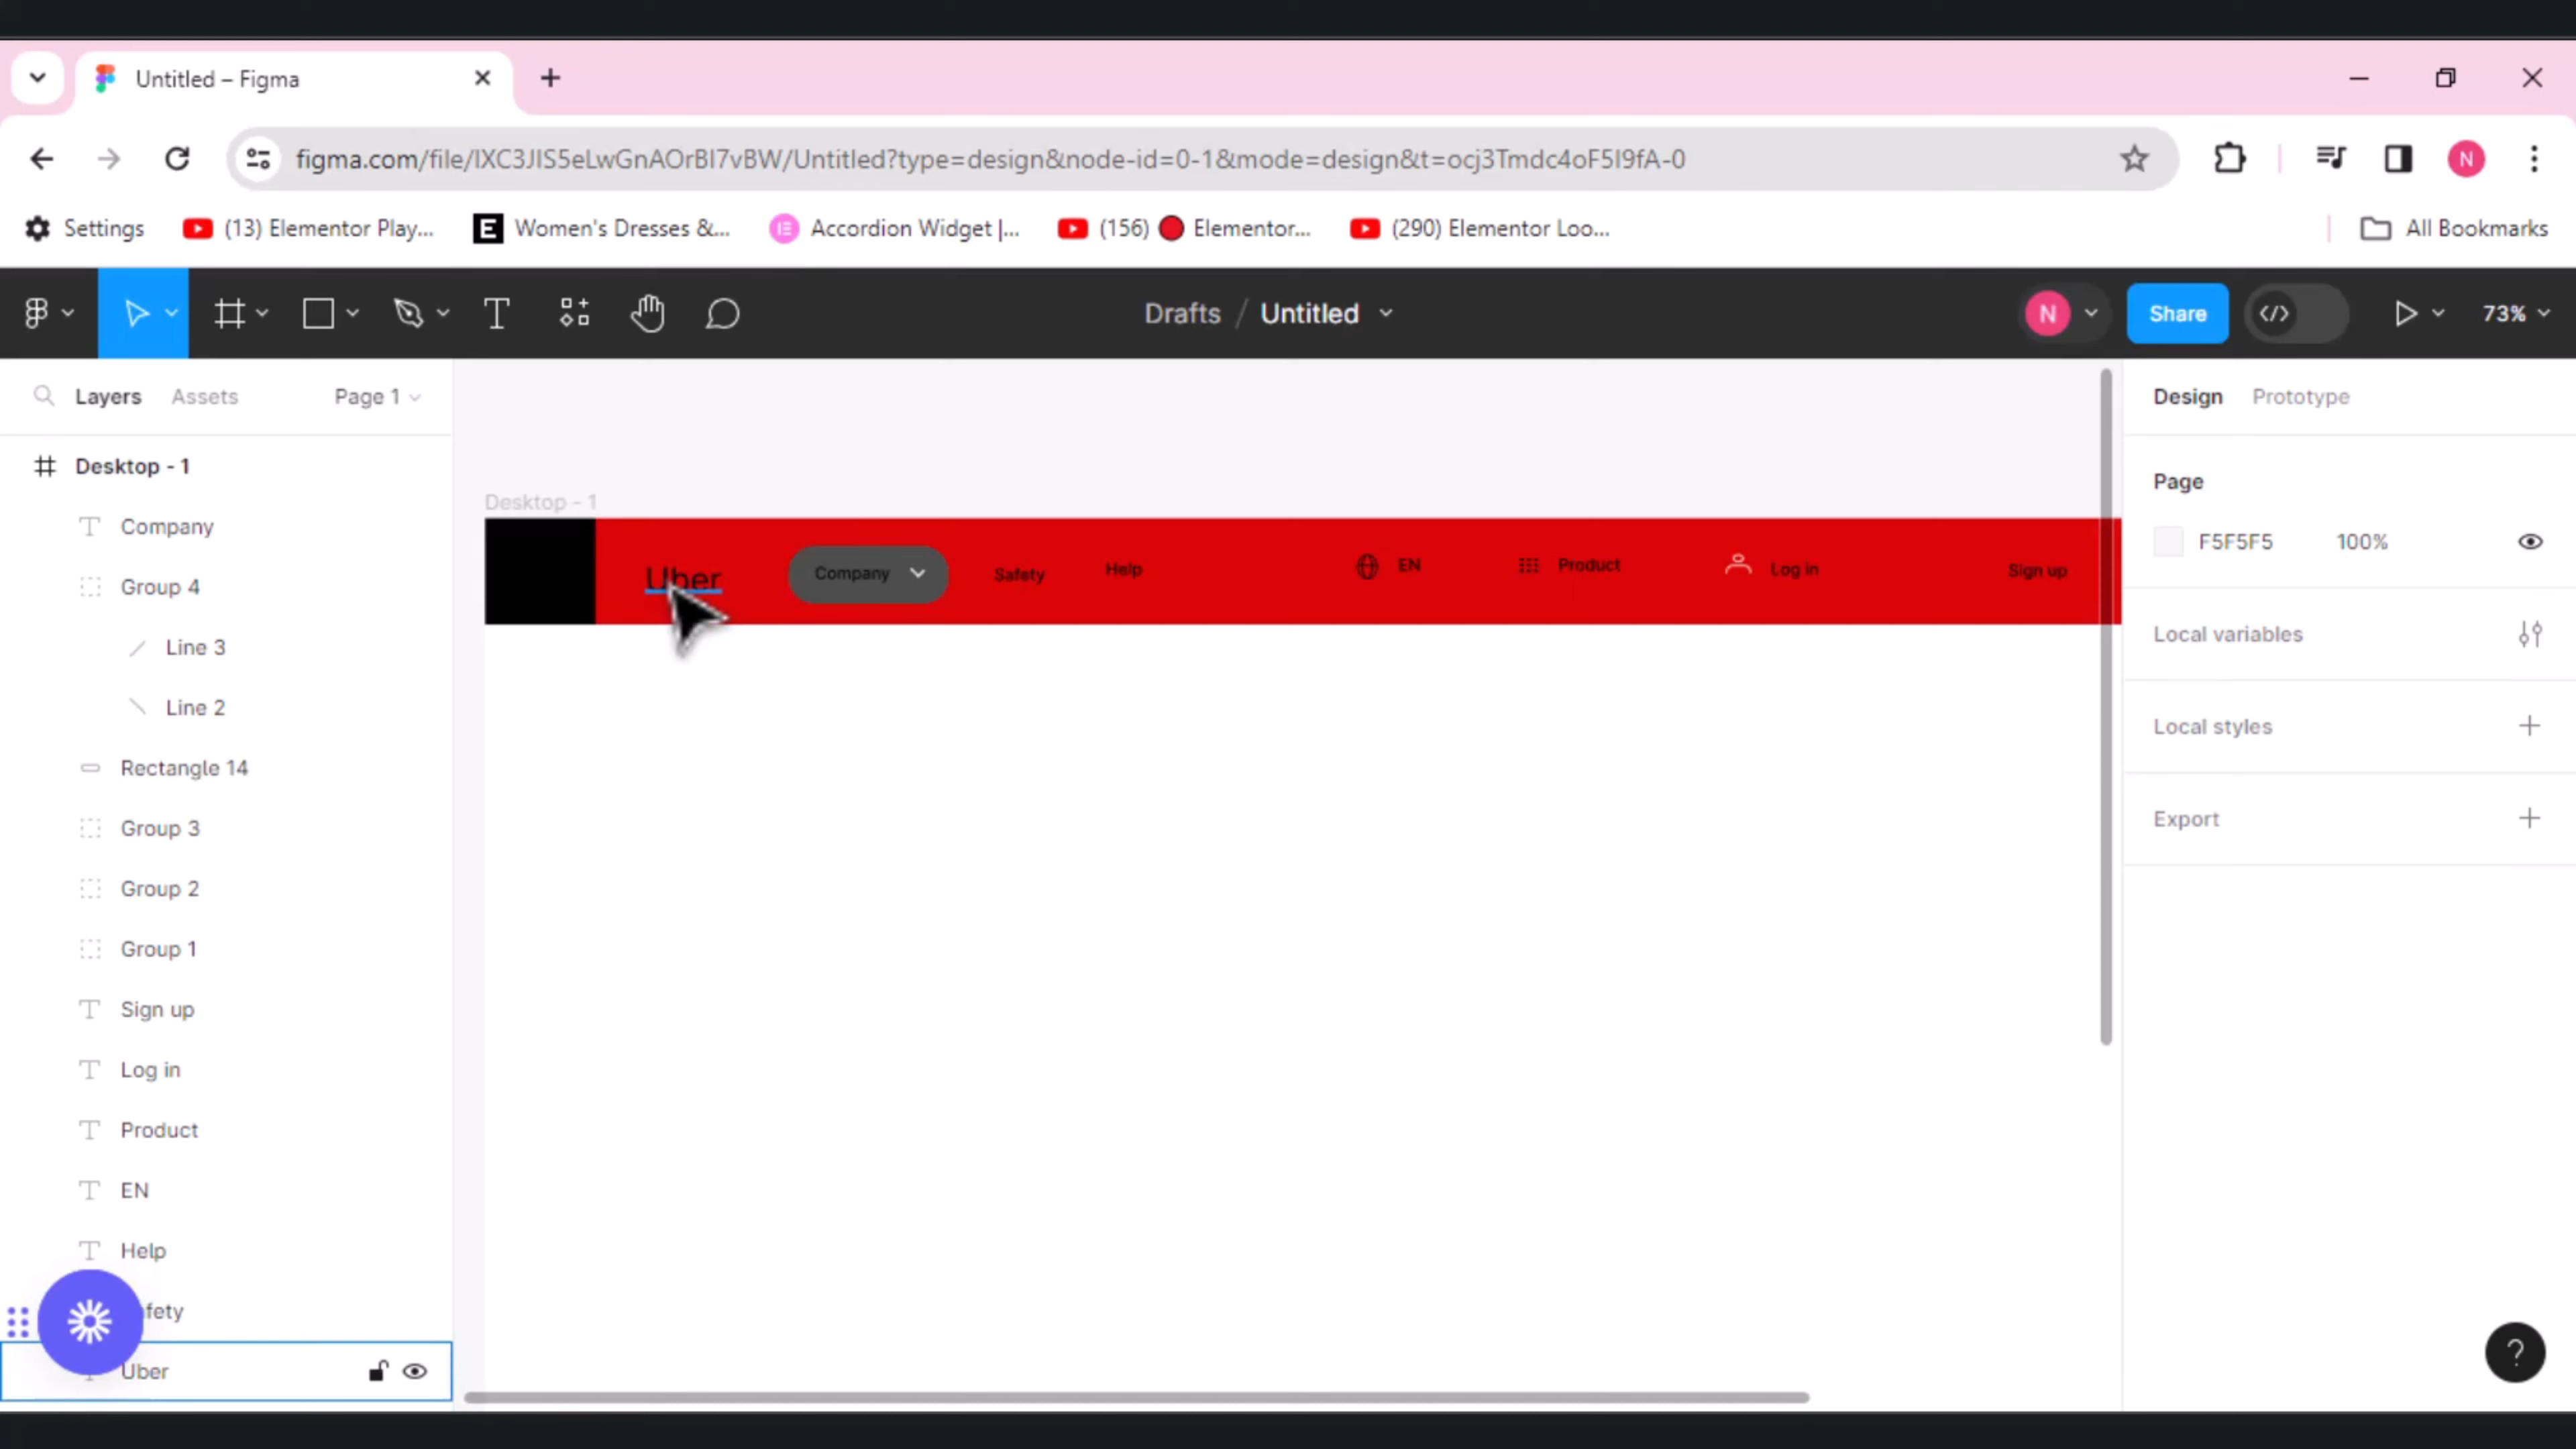 Untitled – Figma
figma.com/file/IXC3JIS5eLwGnAOrBI7vBW/Untitled?type=design&node-id=0-1&mode=design&t=ocj3Tmdc4oF5I9fA-0
N
Settings
(13) Elementor Play...
E
Women's Dresses &...
Accordion Widget |...
(156)
Elementor...
(290) Elementor Loo...
All Bookmarks
Drafts / Untitled
N
Share
73%
Layers
Assets
Page 1
Design
Prototype
Desktop - 1
Company
Group 4
Line 3
Line 2
Rectangle 14
Group 3
Group 2
Group 1
Sign up
Log in
Product
EN
Help
fety
Uber
Desktop - 1
Uber
Company
Safety
Help
EN
Product
Log in
Sign up
Page
F5F5F5
100%
Local variables
Local styles
Export
?